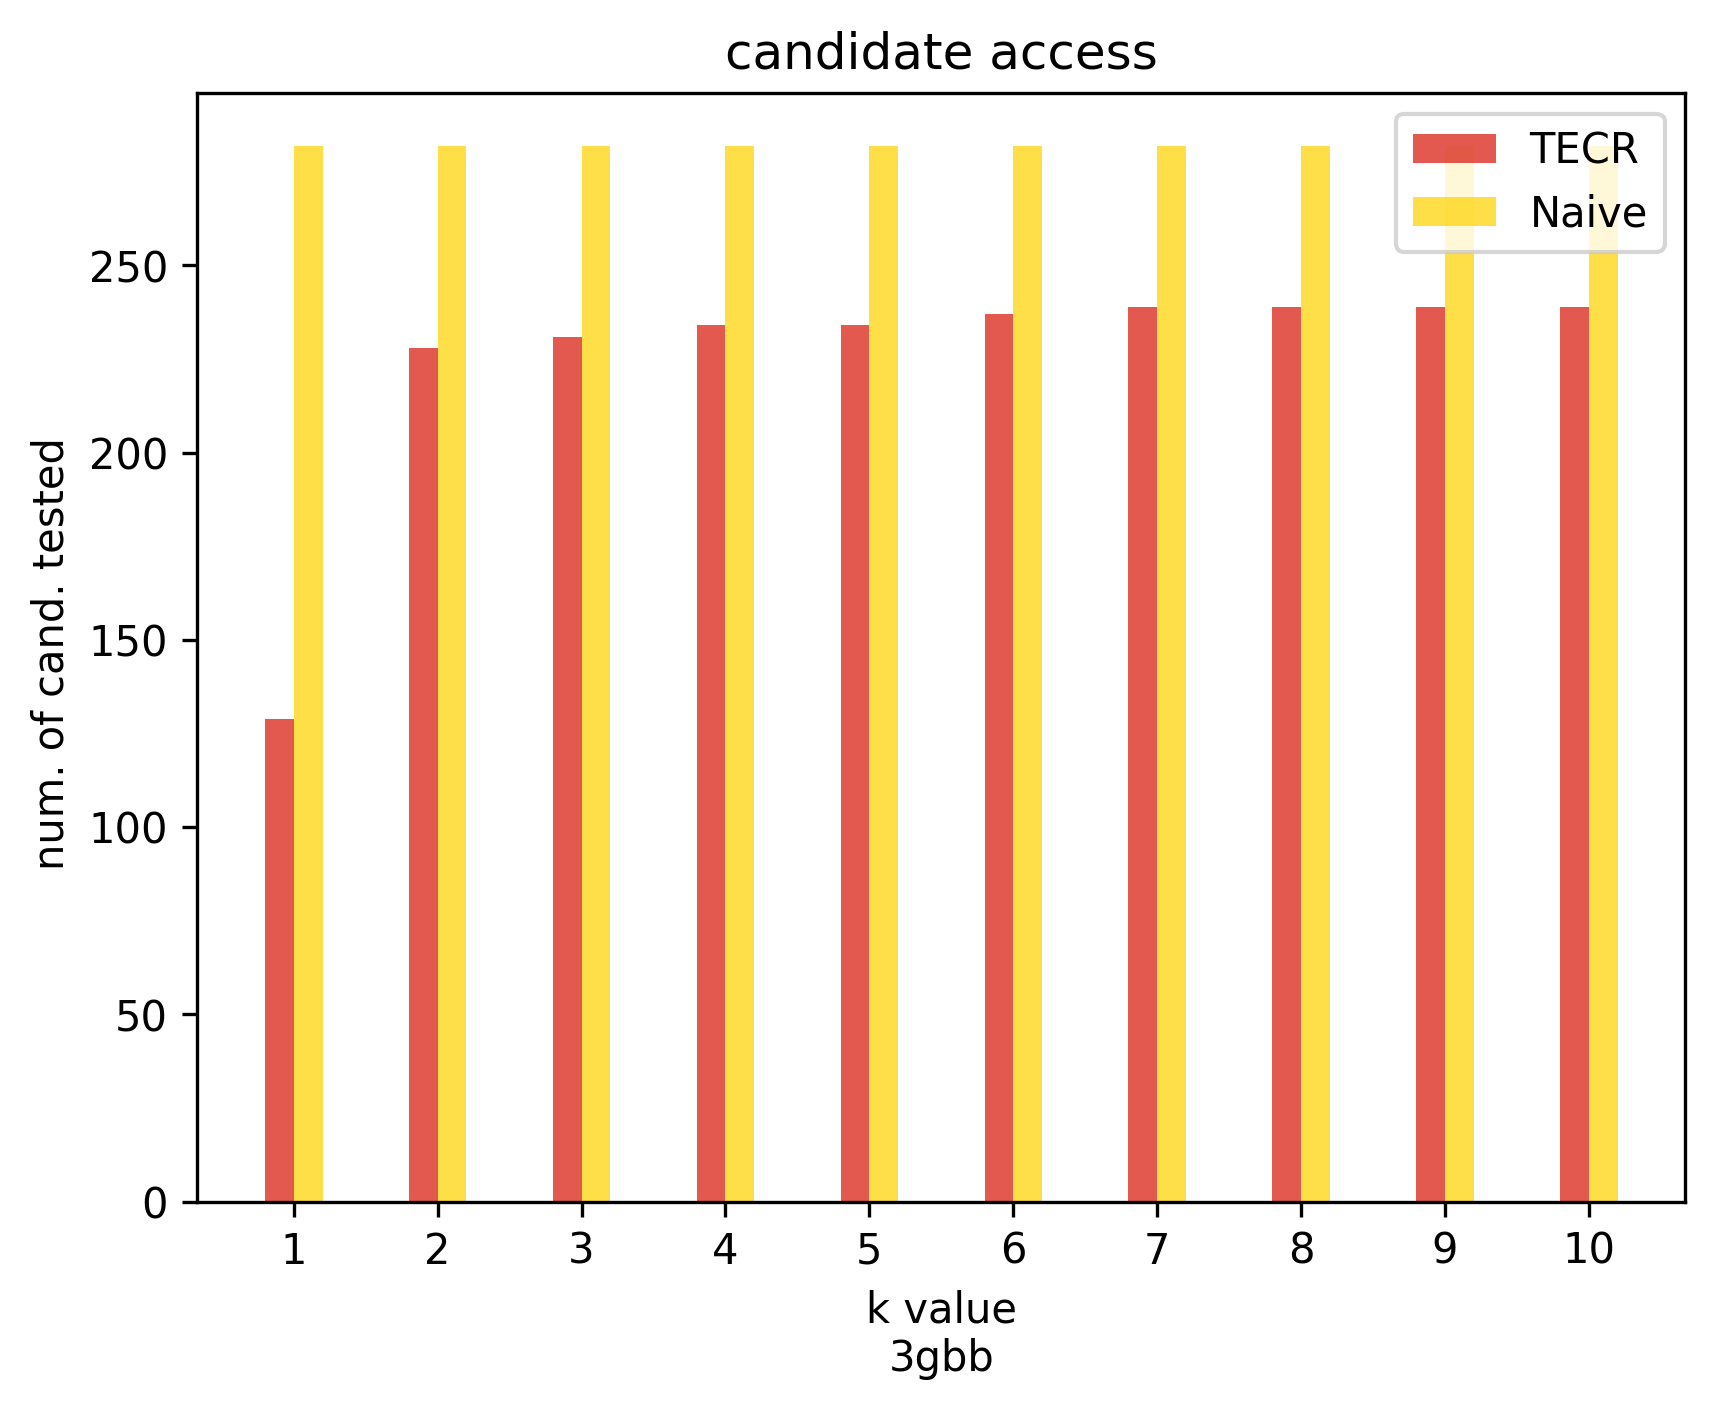 candidate access
TECR
Naive
num. of cand. tested
250
200
150
100
50
0
1 2 3 4 5 6 7 8 9 10
k value
3gbb